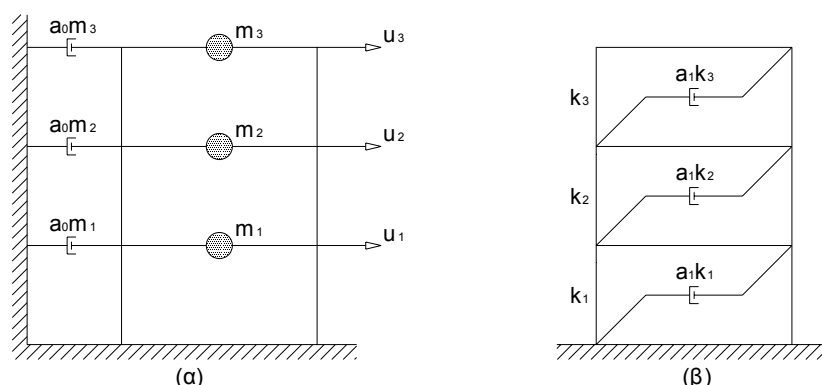 a₀m₃ m₃ u₃
a₀m₂ m₂ u₂
a₀m₁ m₁ u₁
(α)
k₃ a₁k₃
k₂ a₁k₂
k₁ a₁k₁
(β)